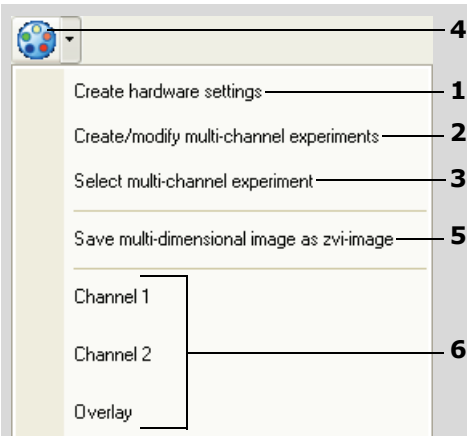 4
Create hardware settings 1
Create/modify multi-channel experiments 2
Select multi-channel experiment 3
Save multi-dimensional image as zvi-image 5
Channel 1
Channel 2 6
Overlay